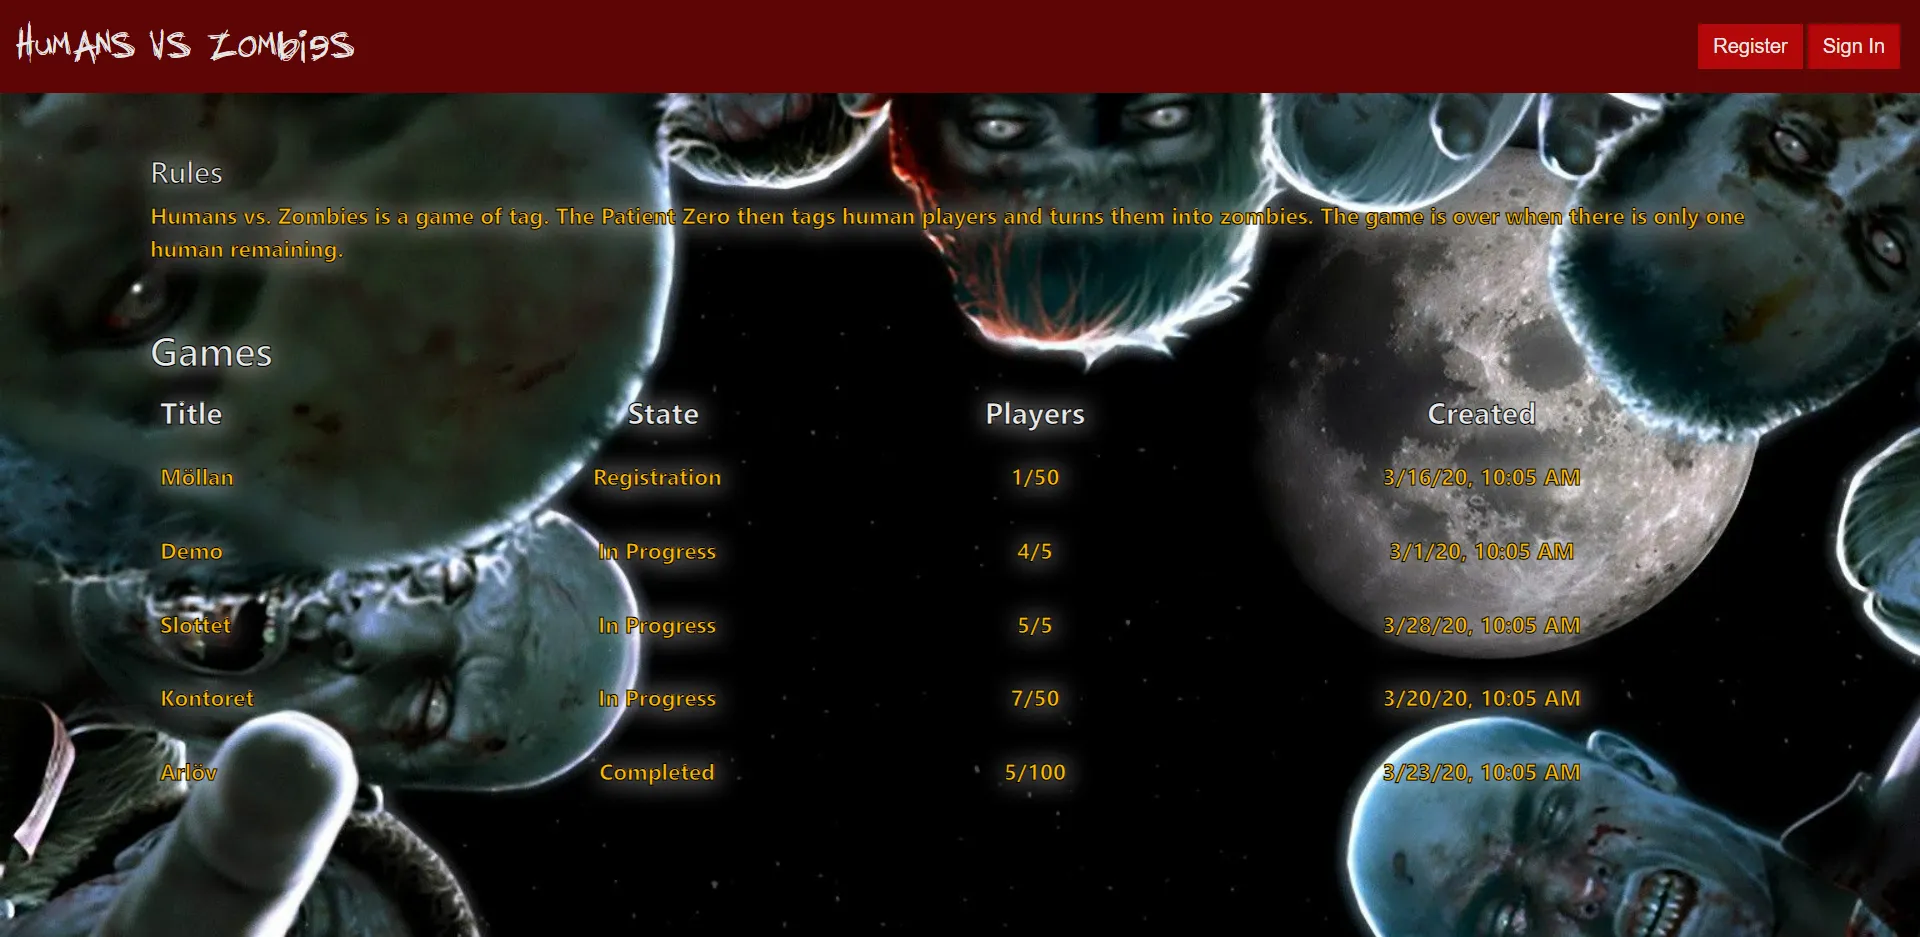 Humans vs Zombies
Register Sign In
Rules
Humans vs. Zombies is a game of tag. The Patient Zero then tags human players and turns them into zombies. The game is over when there is only one
human remaining.
Games
Title State Players Created
Möllan Registration 1/50 3/16/20, 10:05 AM
Demo In Progress 4/5 3/1/20, 10:05 AM
Slottet In Progress 5/5 3/28/20, 10:05 AM
Kontoret In Progress 7/50 3/20/20, 10:05 AM
Arlöv Completed 5/100 3/23/20, 10:05 AM